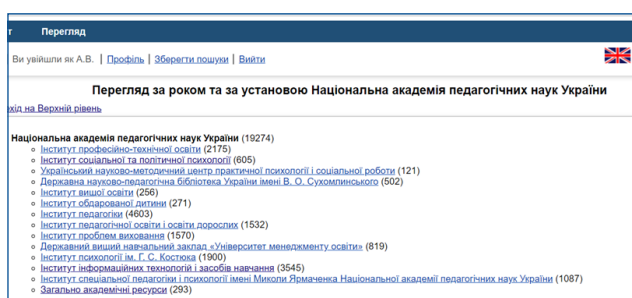 т Перегляд
Ви увійшли як А.В. | Профіль | Зберегти пошуки | Вийти
Перегляд за роком та за установою Національна академія педагогічних наук України
хід на Верхній рівень
Національна академія педагогічних наук України (19274)
Інститут професійно-технічної освіти (2175)
Інститут соціальної та політичної психології (605)
Український науково-методичний центр практичної психології і соціальної роботи (121)
Державна науково-педагогічна бібліотека України імені В. О. Сухомлинського (502)
Інститут вищої освіти (256)
Інститут обдарованої дитини (271)
Інститут педагогіки (4603)
Інститут педагогічної освіти і освіти дорослих (1532)
Інститут проблем виховання (1570)
Державний вищий навчальний заклад «Університет менеджменту освіти» (819)
Інститут психології ім. Г. С. Костюка (1900)
Інститут інформаційних технологій і засобів навчання (3545)
Інститут спеціальної педагогіки і психології імені Миколи Ярмаченка Національної академії педагогічних наук України (1087)
Загально академічні ресурси (293)